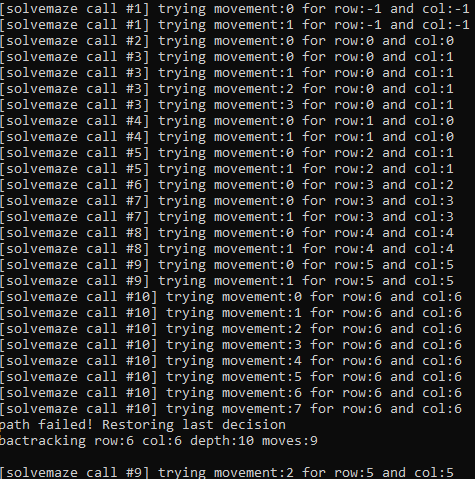 [solvemaze call #1] trying movement:0 for row:-1 and col:-1
[solvemaze call #1] trying movement:1 for row:-1 and col:-1
[solvemaze call #2] trying movement:0 for row:0 and col:0
[solvemaze call #3] trying movement:0 for row:0 and col:1
[solvemaze call #3] trying movement:1 for row:0 and col:1
[solvemaze call #3] trying movement:2 for row:0 and col:1
[solvemaze call #3] trying movement:3 for row:0 and col:1
[solvemaze call #4] trying movement:0 for row:1 and col:0
[solvemaze call #4] trying movement:1 for row:1 and col:0
[solvemaze call #5] trying movement:0 for row:2 and col:1
[solvemaze call #5] trying movement:1 for row:2 and col:1
[solvemaze call #6] trying movement:0 for row:3 and col:2
[solvemaze call #7] trying movement:0 for row:3 and col:3
[solvemaze call #7] trying movement:1 for row:3 and col:3
[solvemaze call #8] trying movement:0 for row:4 and col:4
[solvemaze call #8] trying movement:1 for row:4 and col:4
[solvemaze call #9] trying movement:0 for row:5 and col:5
[solvemaze call #9] trying movement:1 for row:5 and col:5
[solvemaze call #10] trying movement:0 for row:6 and col:6
[solvemaze call #10] trying movement:1 for row:6 and col:6
[solvemaze call #10] trying movement:2 for row:6 and col:6
[solvemaze call #10] trying movement:3 for row:6 and col:6
[solvemaze call #10] trying movement:4 for row:6 and col:6
[solvemaze call #10] trying movement:5 for row:6 and col:6
[solvemaze call #10] trying movement:6 for row:6 and col:6
[solvemaze call #10] trying movement:7 for row:6 and col:6
path failed! Restoring last decision
bactracking row:6 col:6 depth:10 moves:9
[solvemaze call #9] trying movement:2 for row:5 and col:5